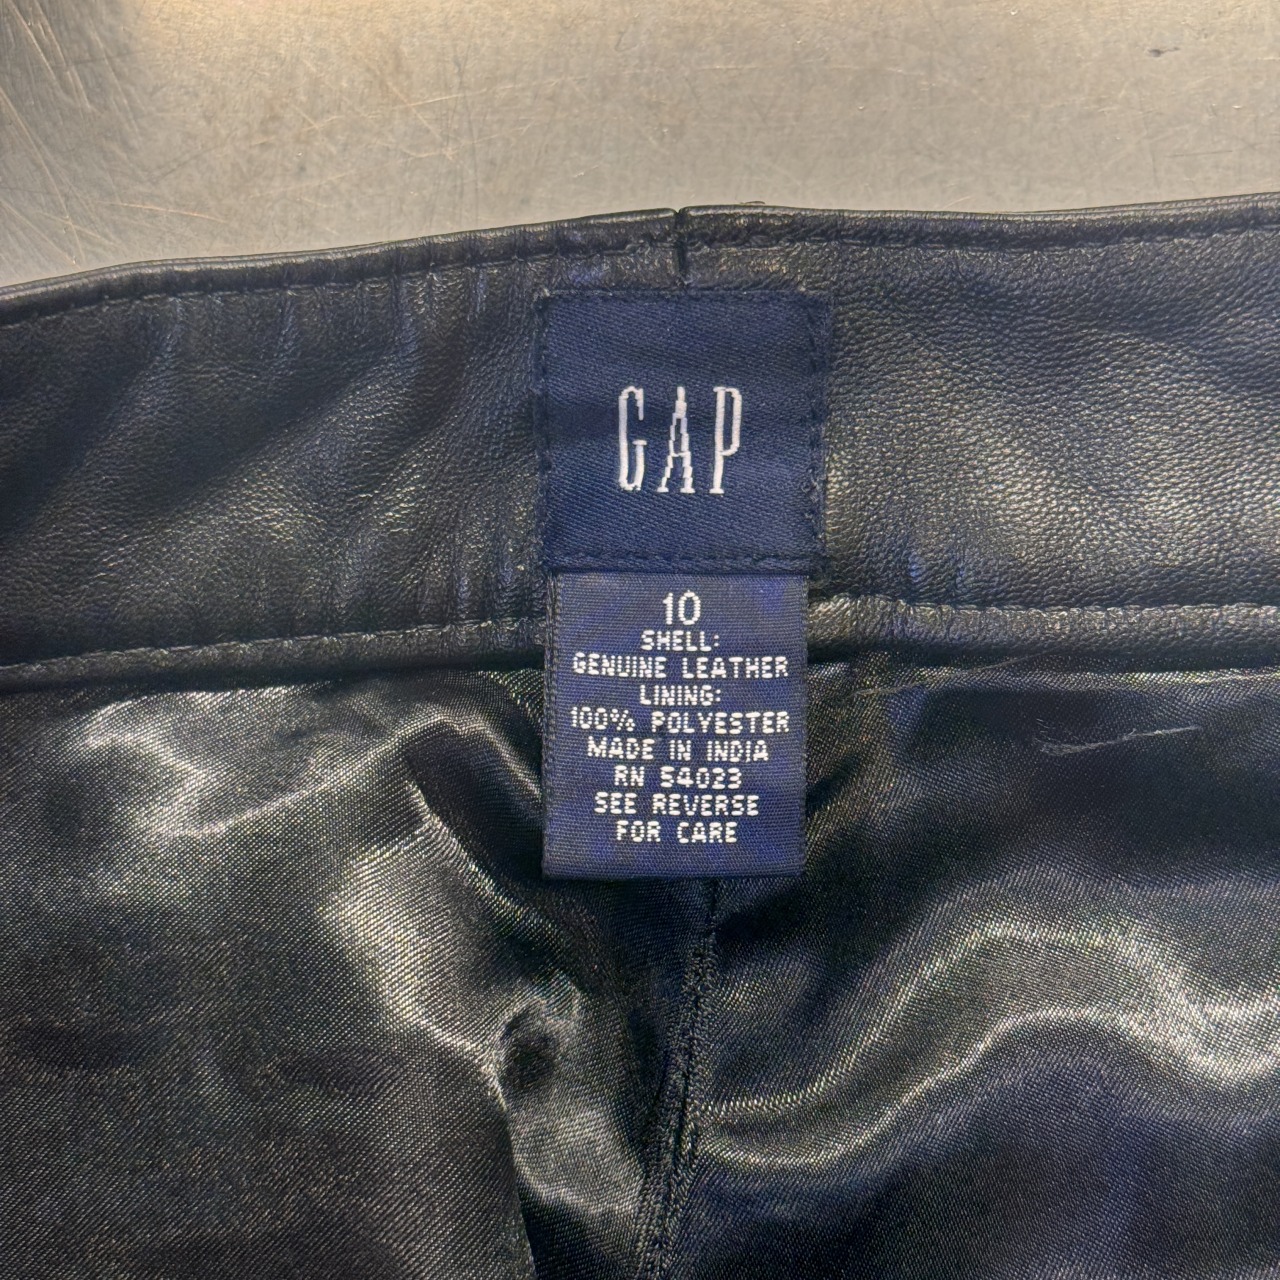 GAP
10
SHELL:
GENUINE LEATHER
LINING:
100% POLYESTER
MADE IN INDIA
RN 54023
SEE REVERSE
FOR CARE